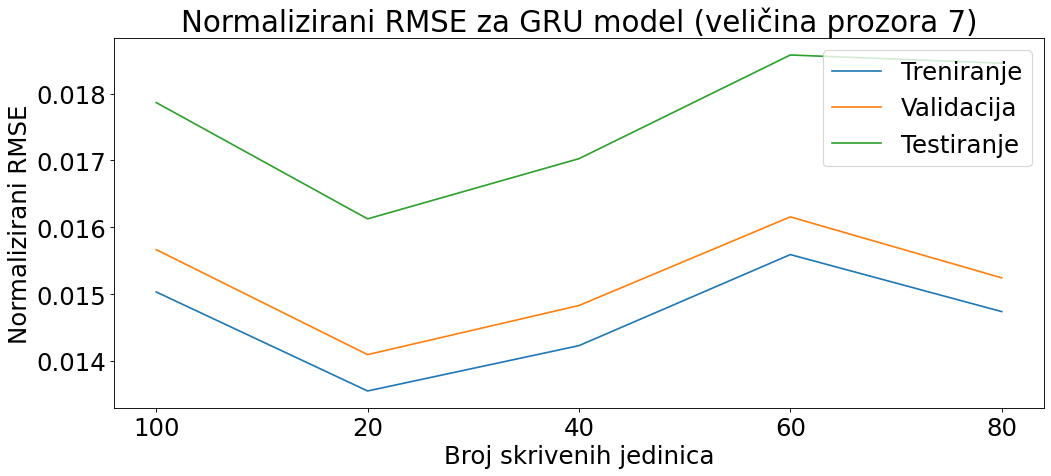 Normalizirani RMSE za GRU model (veličina prozora 7)
Normalizirani RMSE
0.018
0.017
0.016
0.015
0.014
Treniranje
Validacija
Testiranje
100 20 40 60 80
Broj skrivenih jedinica